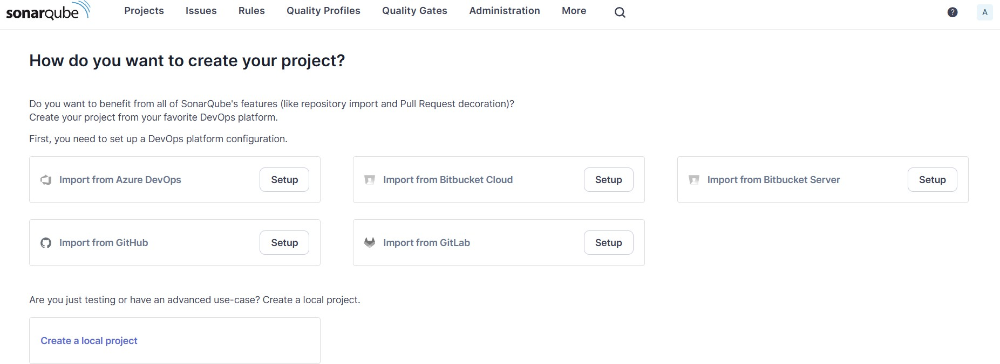 sonarqube Projects Issues Rules Quality Profiles Quality Gates Administration More ? A
How do you want to create your project?
Do you want to benefit from all of SonarQube's features (like repository import and Pull Request decoration)?
Create your project from your favorite DevOps platform.
First, you need to set up a DevOps platform configuration.
Import from Azure DevOps Setup Import from Bitbucket Cloud Setup Import from Bitbucket Server Setup
Import from GitHub Setup Import from GitLab Setup
Are you just testing or have an advanced use-case? Create a local project.
Create a local project